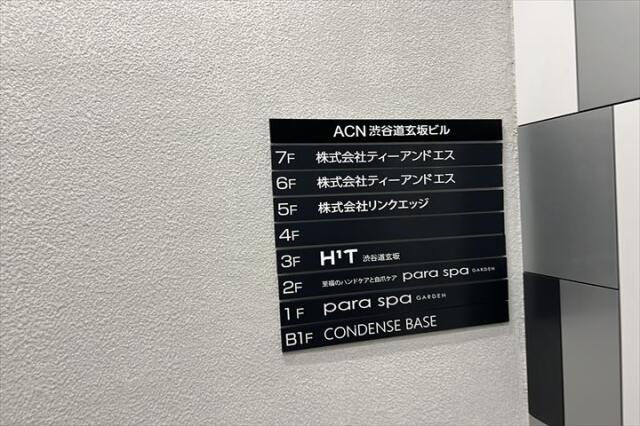 ACN 渋谷道玄坂ビル
7F 株式会社ティーアンドエス
6F 株式会社ティーアンドエス
5F 株式会社リンクエッジ
4F
3F H¹T 渋谷道玄坂
2F 至福のハンドケアと自爪ケア para spa GARDEN
1F para spa GARDEN
B1F CONDENSE BASE